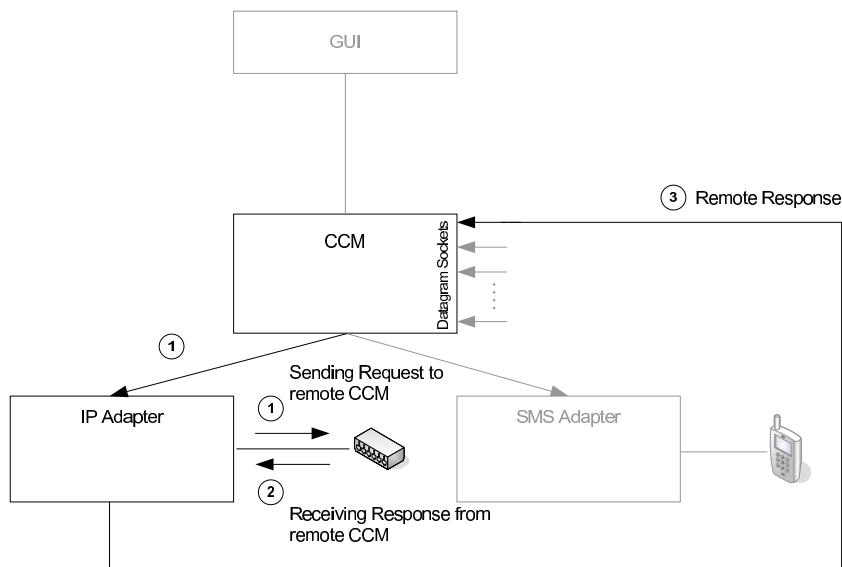 GUI
3 Remote Response
CCM
Datagram Sockets
1
Sending Request to
remote CCM
IP Adapter
1
SMS Adapter
2
Receiving Response from
remote CCM